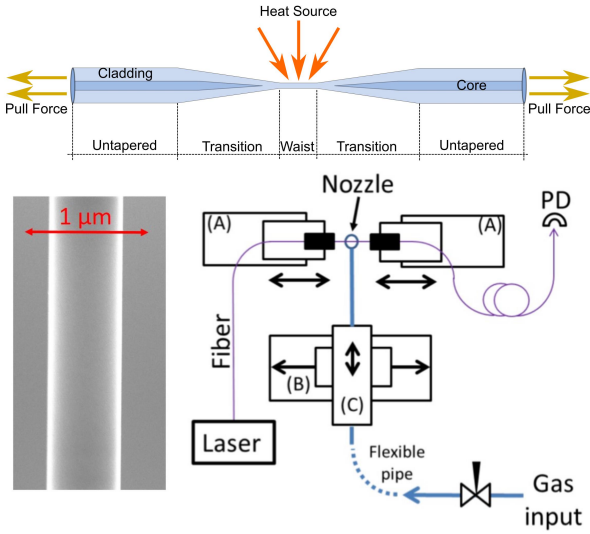 Heat Source
Cladding
Core
Pull Force
Pull Force
Untapered
Transition
Waist
Transition
Untapered
1 μm
Nozzle
PD
(A)
(A)
Fiber
(B)
(C)
Laser
Flexible
pipe
Gas
input